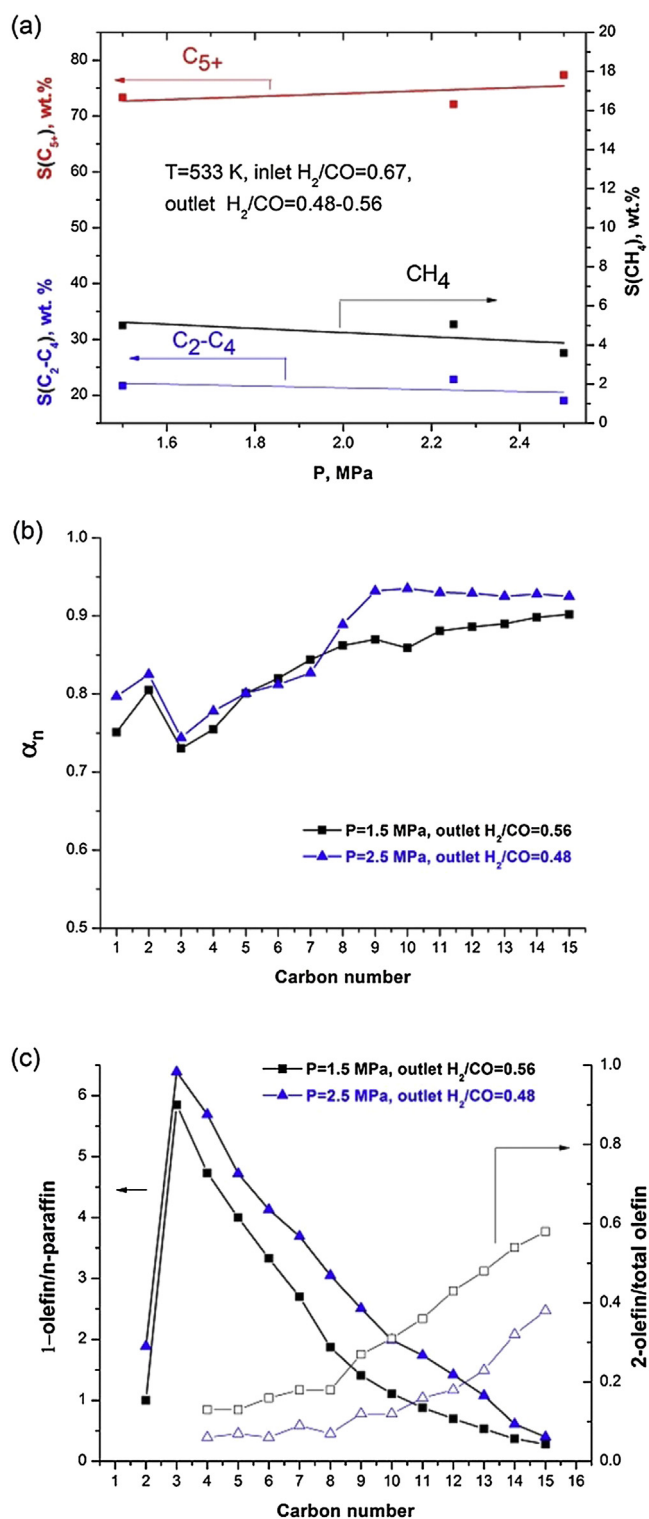 (a)
C5+
S(C5+), wt.%
80
70
60
50
40
30
20
S(C2-C4), wt. %
T=533 K, inlet H2/CO=0.67,
outlet H2/CO=0.48-0.56
CH4
C2-C4
20
18
16
14
12
10
8
6
4
2
0
S(CH4), wt.%
1.6 1.8 2.0 2.2 2.4
P, MPa
(b)
1.0
0.9
0.8
0.7
0.6
0.5
αn
P=1.5 MPa, outlet H2/CO=0.56
P=2.5 MPa, outlet H2/CO=0.48
1 2 3 4 5 6 7 8 9 10 11 12 13 14 15
Carbon number
(c)
P=1.5 MPa, outlet H2/CO=0.56
P=2.5 MPa, outlet H2/CO=0.48
6
5
4
3
2
1
0
1–olefin/n-paraffin
1.0
0.8
0.6
0.4
0.2
0.0
2-olefin/total olefin
1 2 3 4 5 6 7 8 9 10 11 12 13 14 15 16
Carbon number